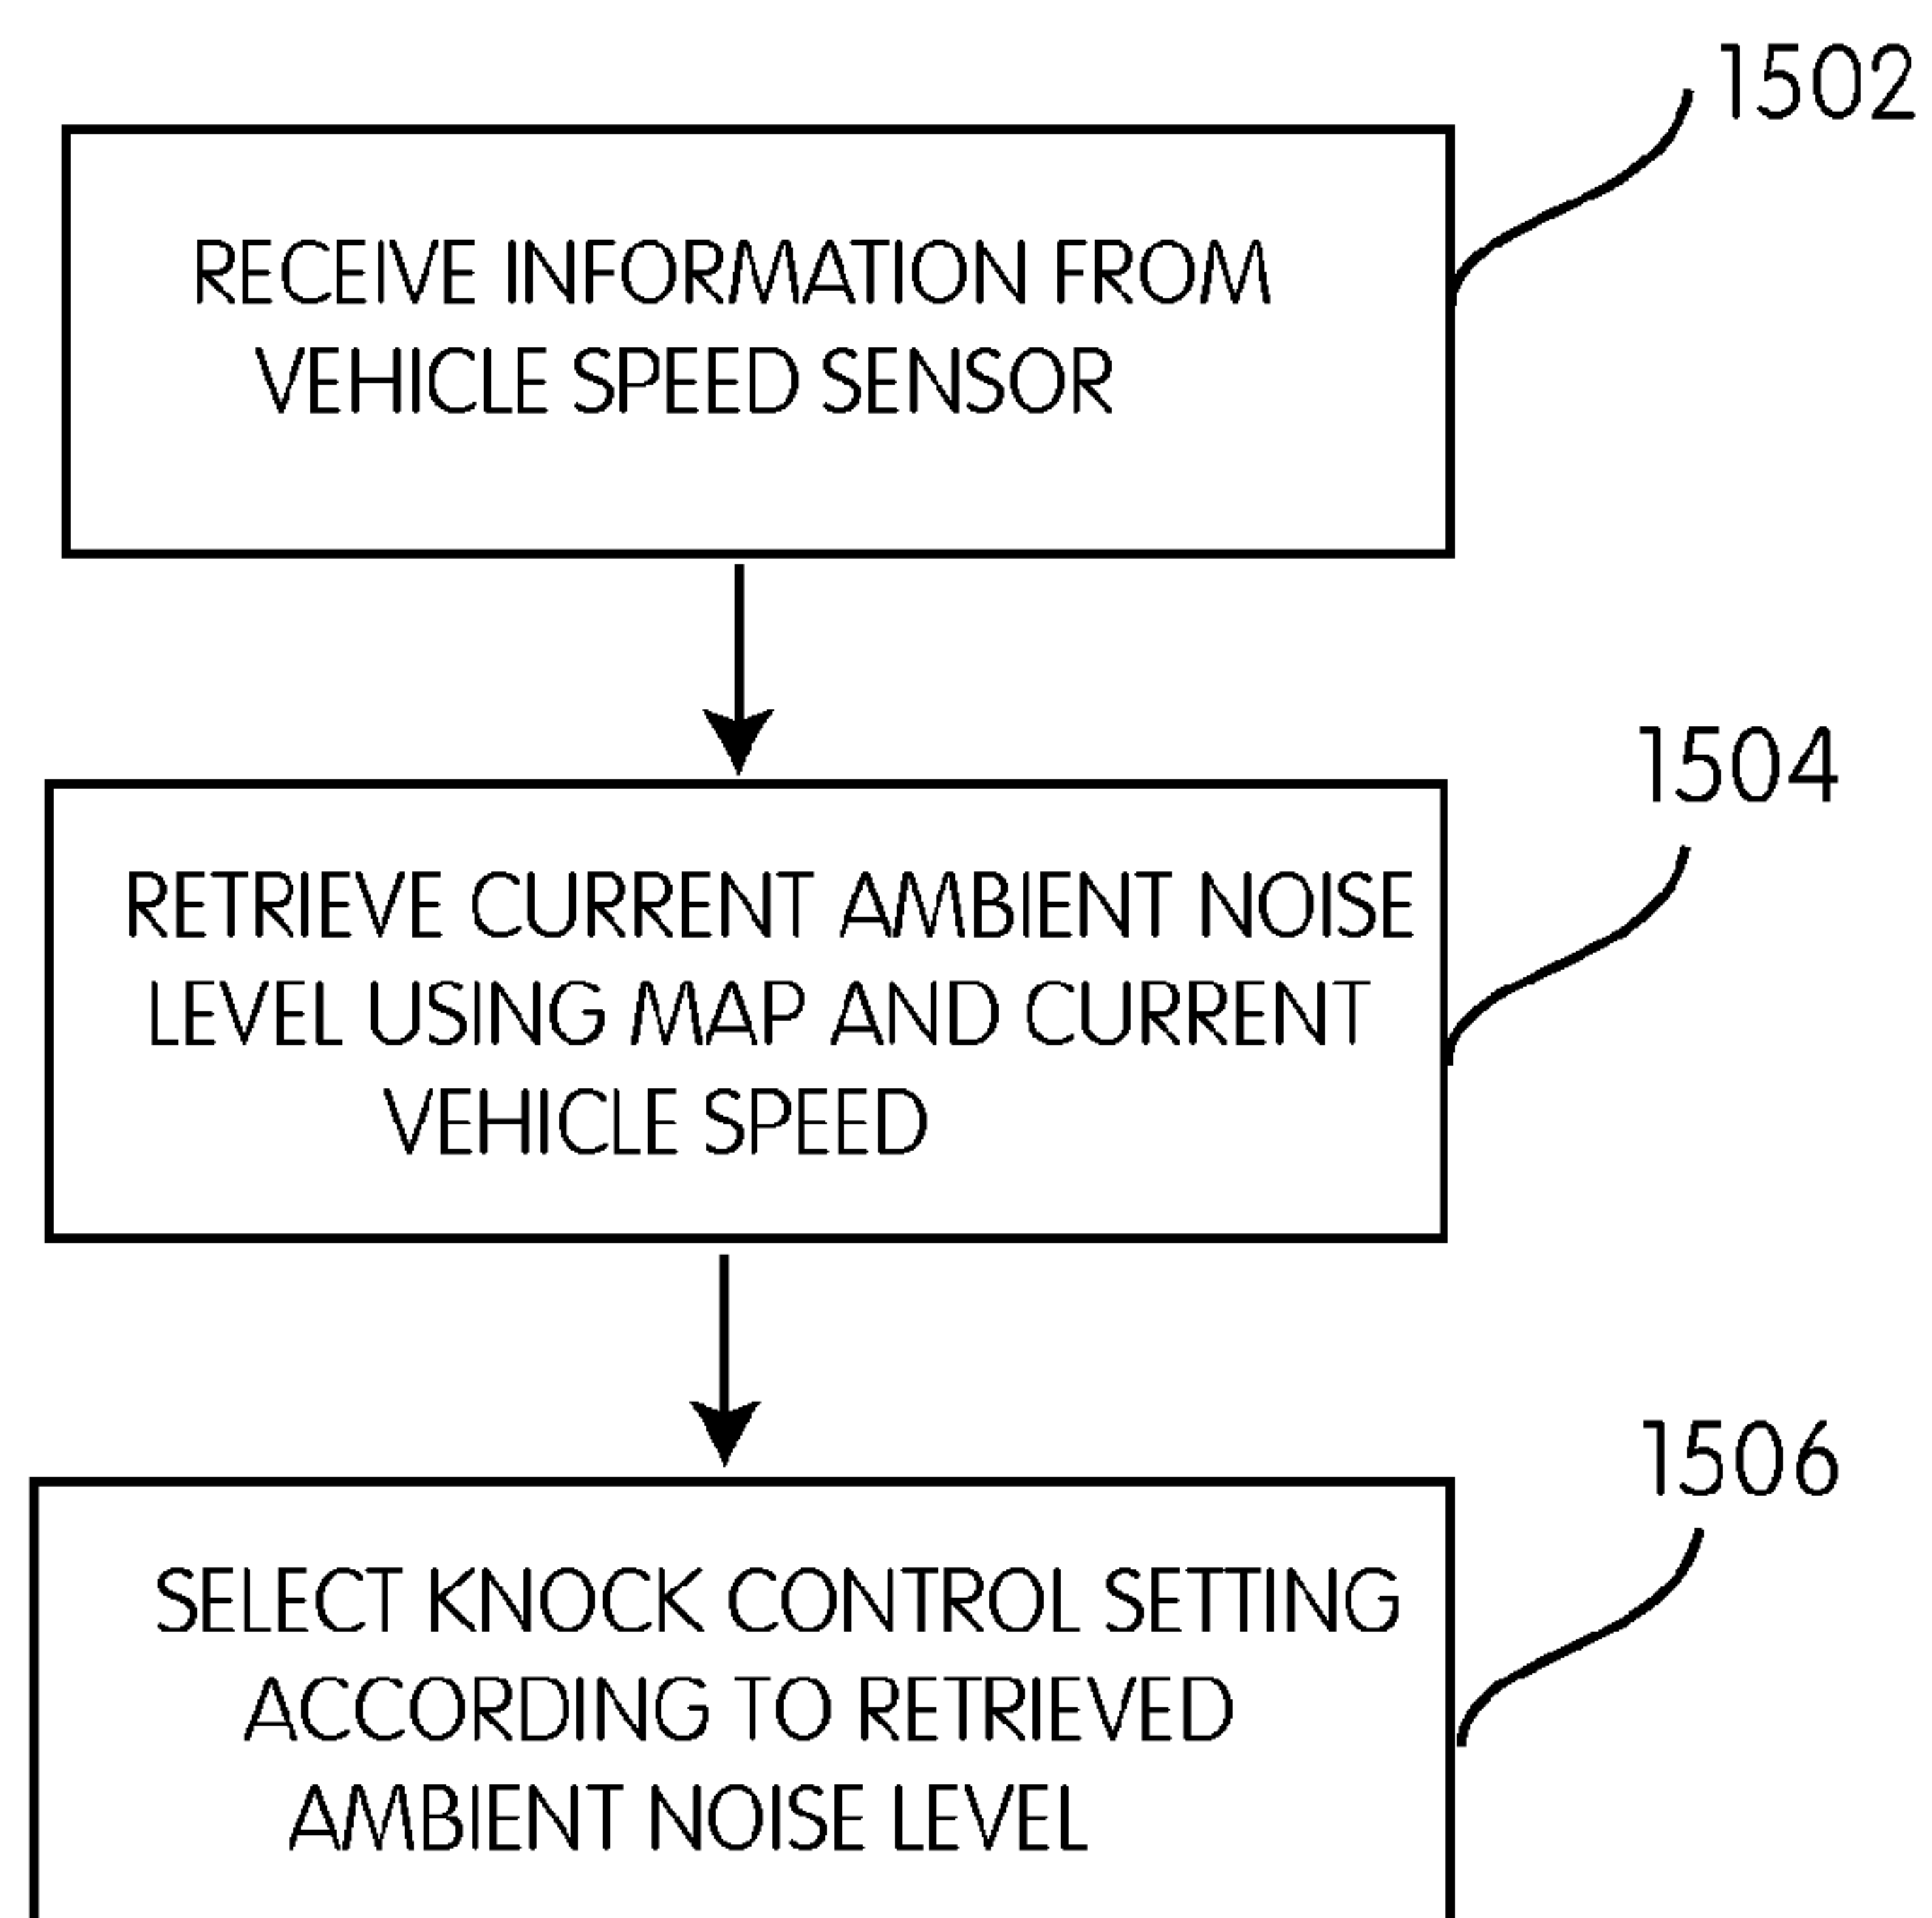 1502
RECEIVE INFORMATION FROM
VEHICLE SPEED SENSOR
1504
RETRIEVE CURRENT AMBIENT NOISE
LEVEL USING MAP AND CURRENT
VEHICLE SPEED
1506
SELECT KNOCK CONTROL SETTING
ACCORDING TO RETRIEVED
AMBIENT NOISE LEVEL